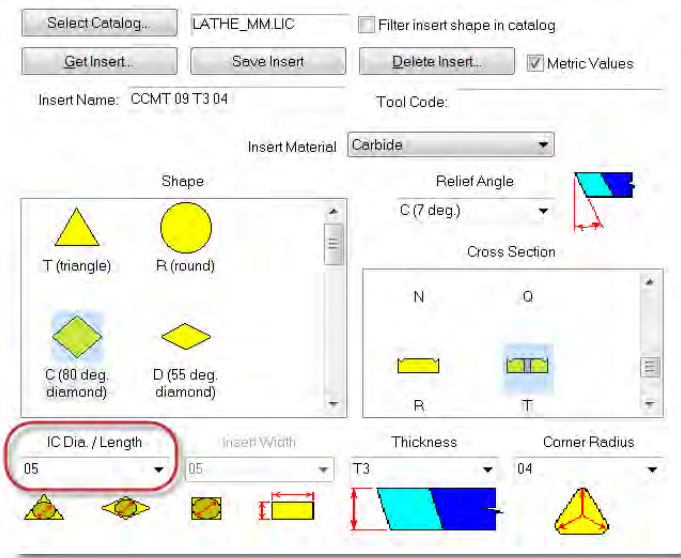 Select Catalog... LATHE_MM.LIC Filter insert shape in catalog
Get Insert... Save Insert Delete Insert... Metric Values
Insert Name: CCMT 09 T3 04 Tool Code:
Insert Material Carbide
Shape Relief Angle
C (7 deg.)
Cross Section
T (triangle) R (round)
N Q
C (80 deg. diamond) D (55 deg. diamond)
R T
IC Dia. / Length Insert Width Thickness Corner Radius
05 05 T3 04